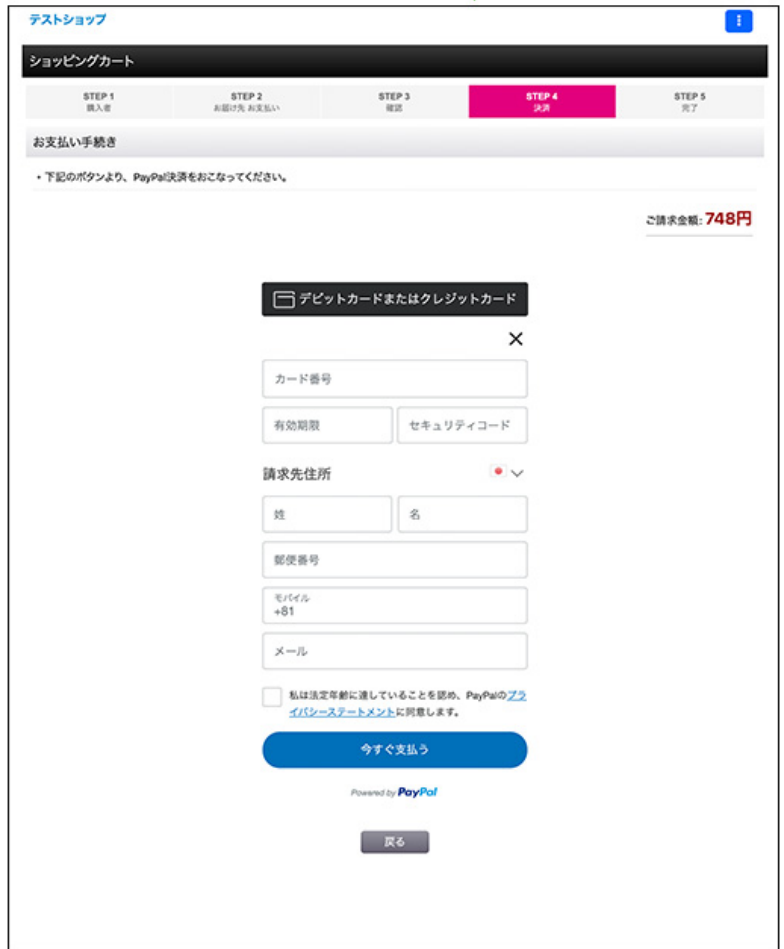 テストショップ
ショッピングカート
STEP 1
購入者
STEP 2
お届け先 お支払い
STEP 3
確認
STEP 4
決済
STEP 5
完了
お支払い手続き
・下記のボタンより、PayPal決済をおこなってください。
ご請求金額: 748円
デビットカードまたはクレジットカード
カード番号
有効期限 セキュリティコード
請求先住所
姓 名
郵便番号
モバイル
+81
メール
私は法定年齢に達していることを認め、PayPalのプラ
イバシーステートメントに同意します。
今すぐ支払う
Powered by PayPal
戻る